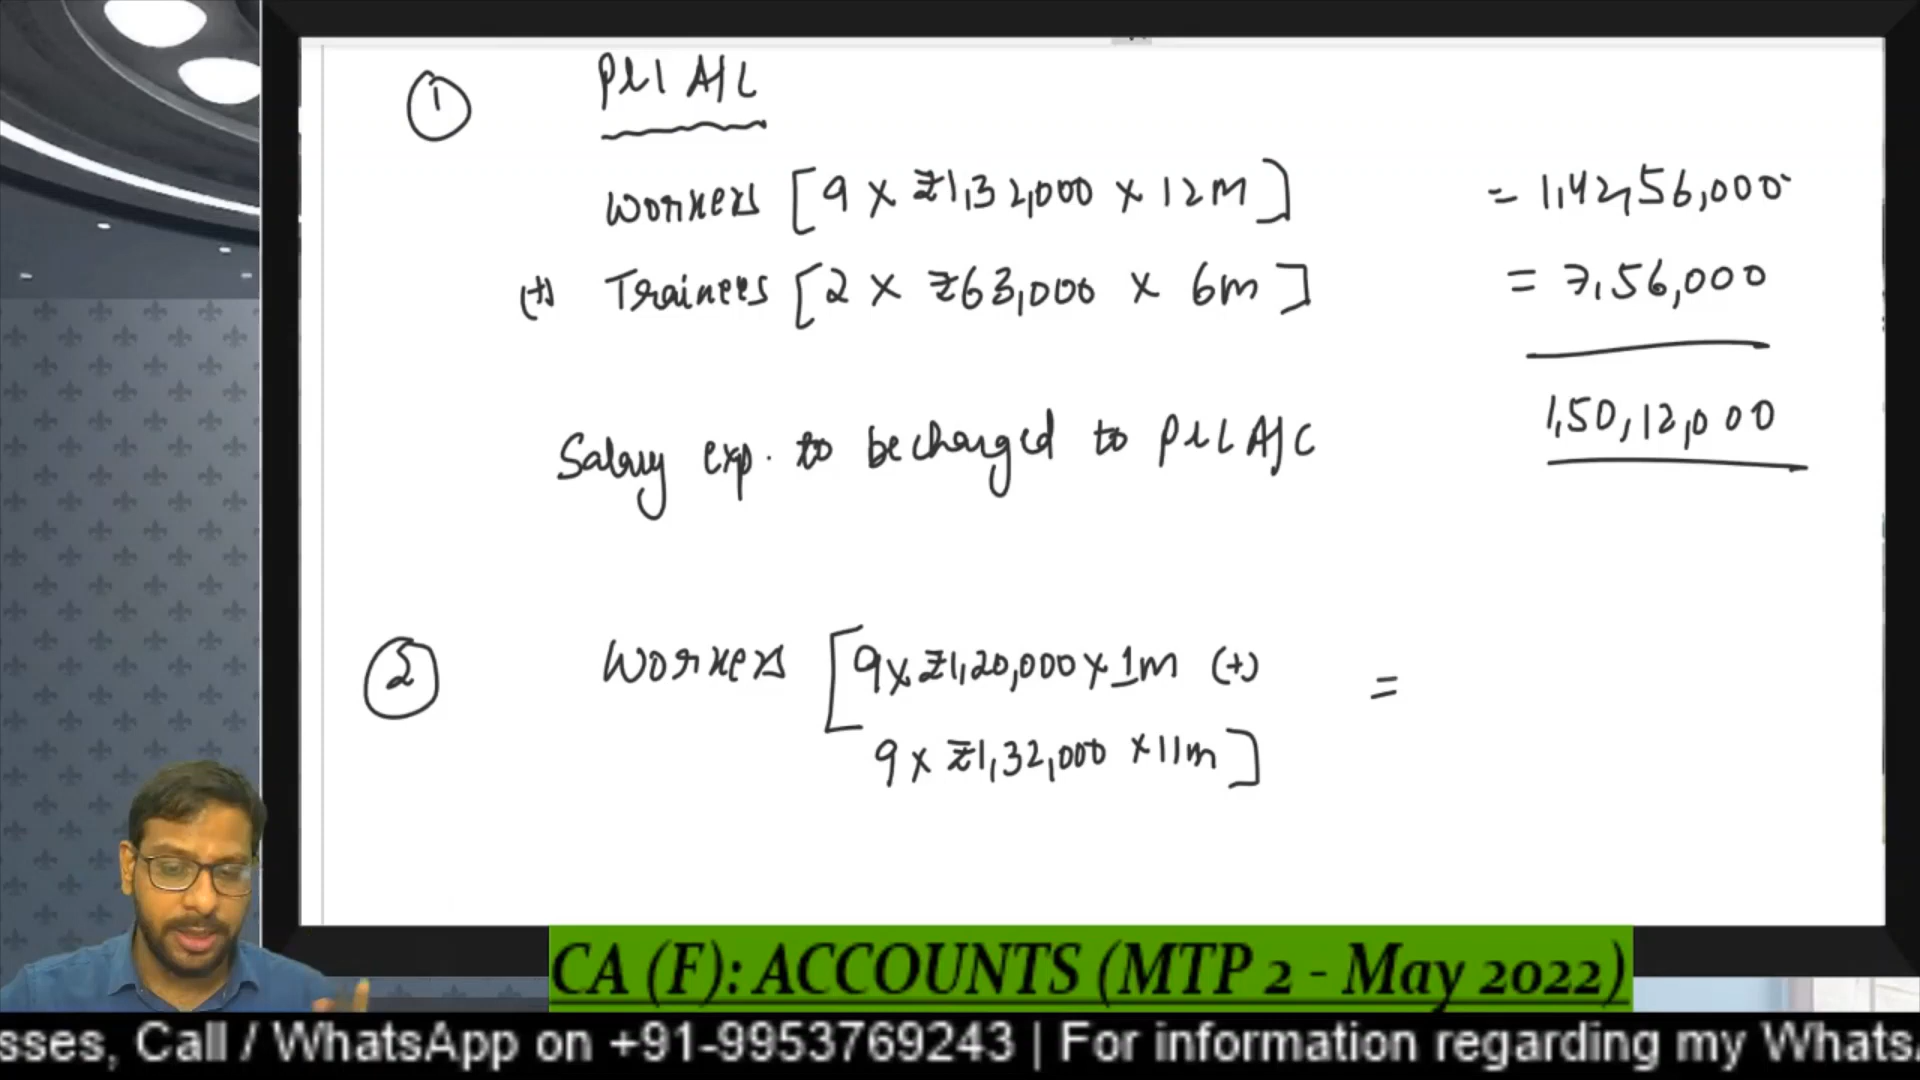 ① P&L A/c
Workers [9 x ₹1,32,000 x 12m] = 1,42,56,000
(+) Trainees [2 x ₹63,000 x 6m] = 7,56,000
1,50,12,000
Salary exp. to be charged to P&L A/C
② Workers [9 x ₹1,20,000 x 1m (+) =
9 x ₹1,32,000 x 11m]
CA (F): ACCOUNTS (MTP 2 - May 2022)
sses, Call / WhatsApp on +91-9953769243 | For information regarding my Whats